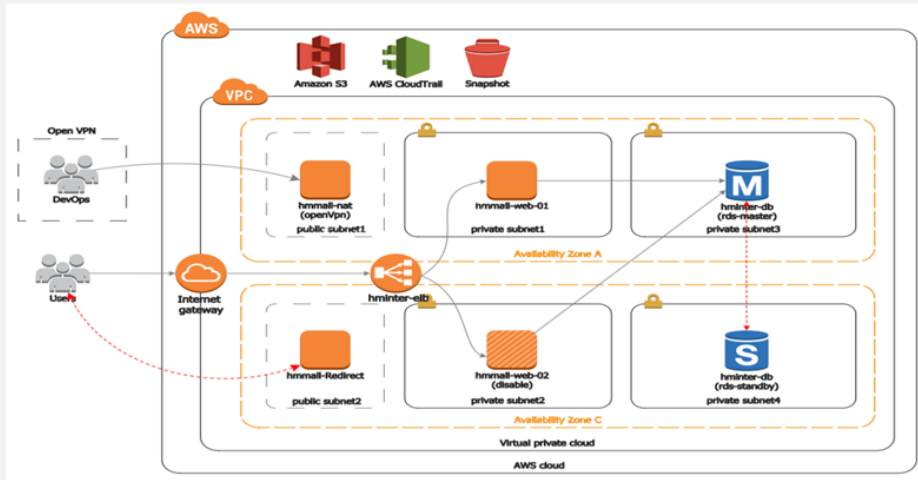 AWS
Amazon S3
AWS CloudTrail
Snapshot
VPC
Open VPN
DevOps
hmmall-nat
(openVpn)
public subnet1
hmmall-web-01
private subnet1
hminter-db
(rds-master)
private subnet3
Availability Zone A
Users
Internet
gateway
hminter-elb
M
hmmall-Redirect
public subnet2
hmmall-web-02
(disable)
private subnet2
S
hminter-db
(rds-standby)
private subnet4
Availability Zone C
Virtual private cloud
AWS cloud